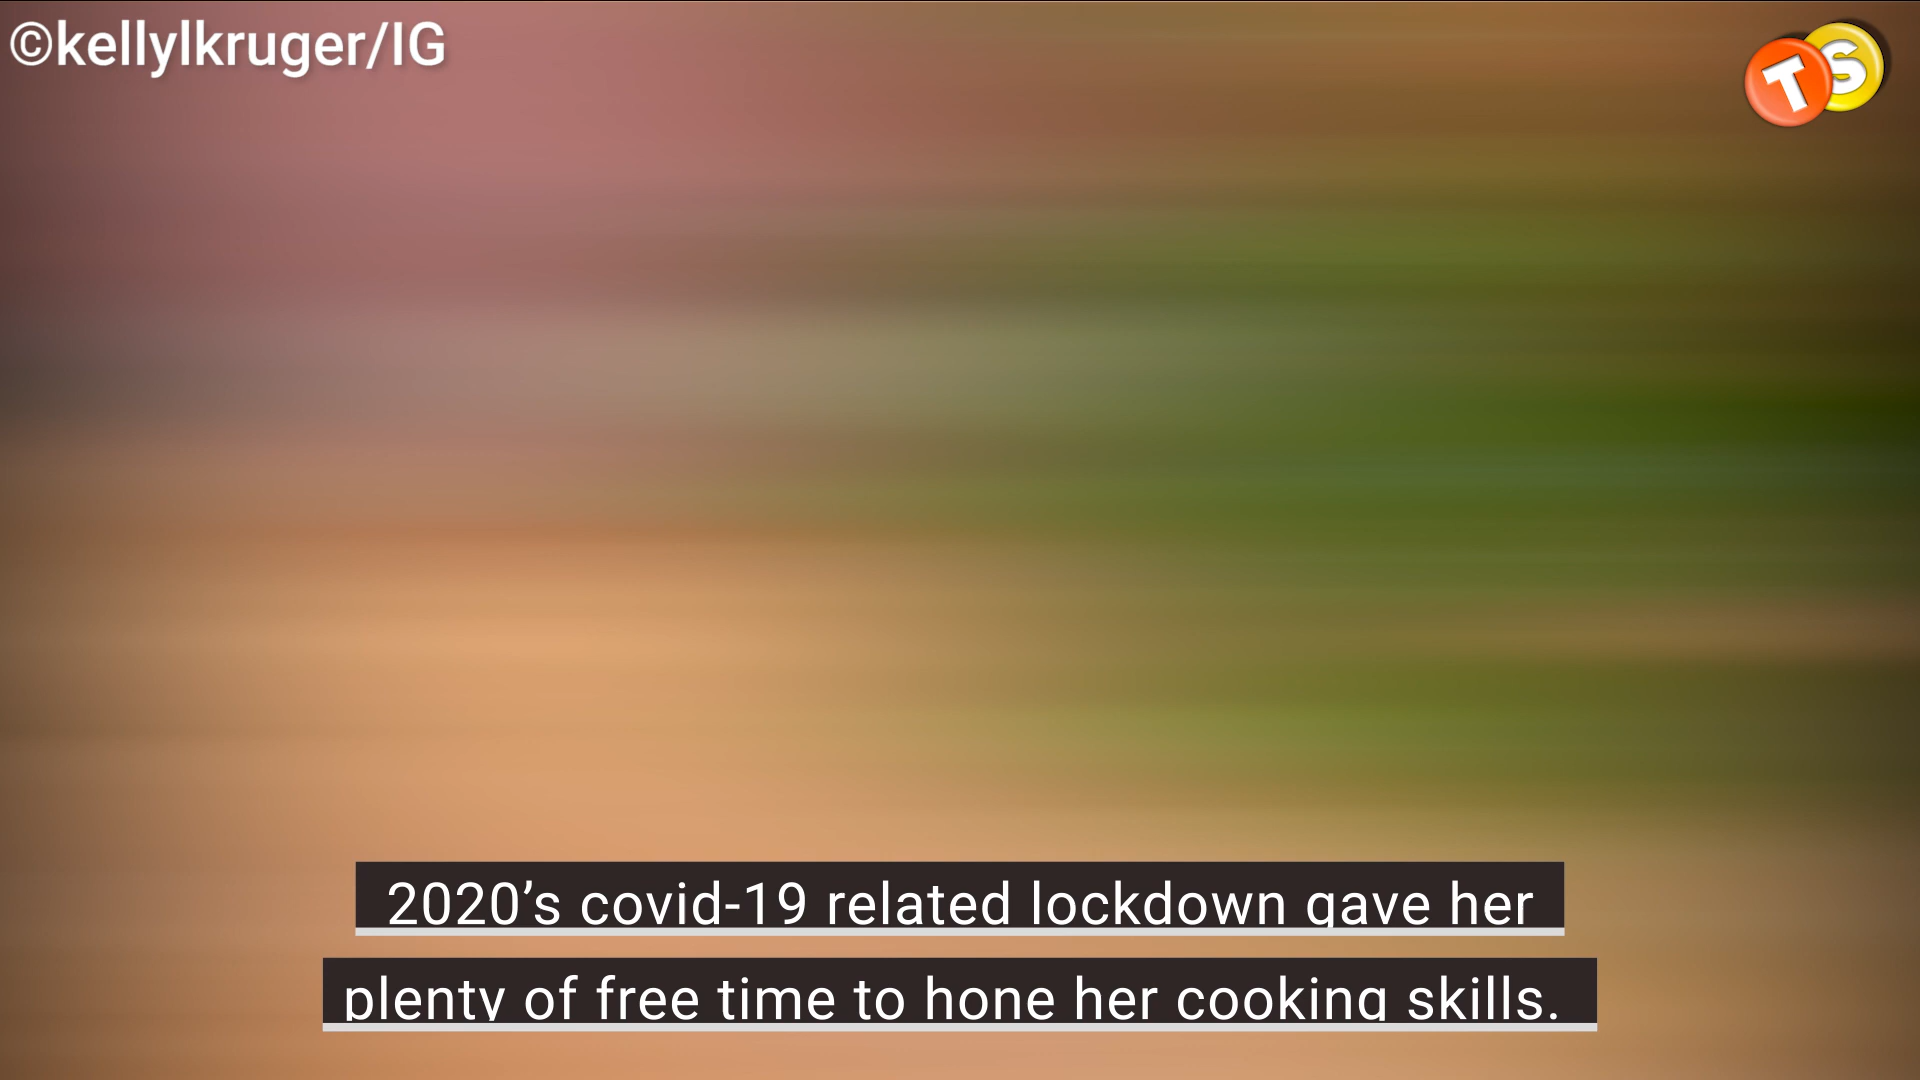 ©kellylkruger/IG
TS
2020’s covid-19 related lockdown gave her
plenty of free time to hone her cooking skills.